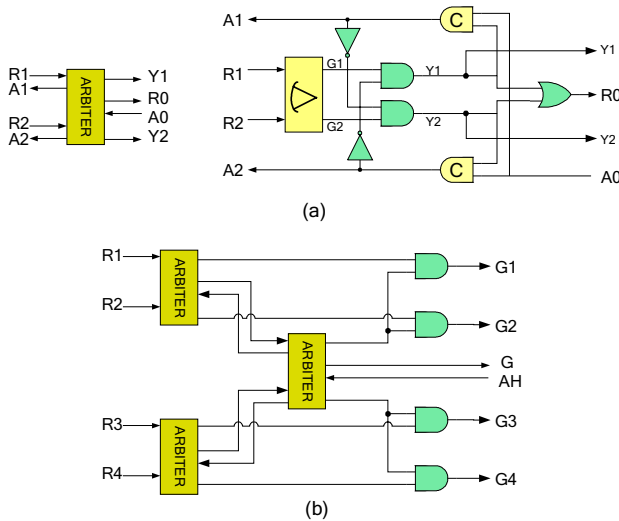 A1
R1
G1
Y1
Y1
R1
A1
ARBITER
Y1
R0
A0
R0
R2
A2
Y2
R2
G2
Y2
Y2
C
C
A2
A0
(a)
R1
ARBITER
G1
R2
G2
ARBITER
G
AH
R3
ARBITER
G3
R4
G4
(b)